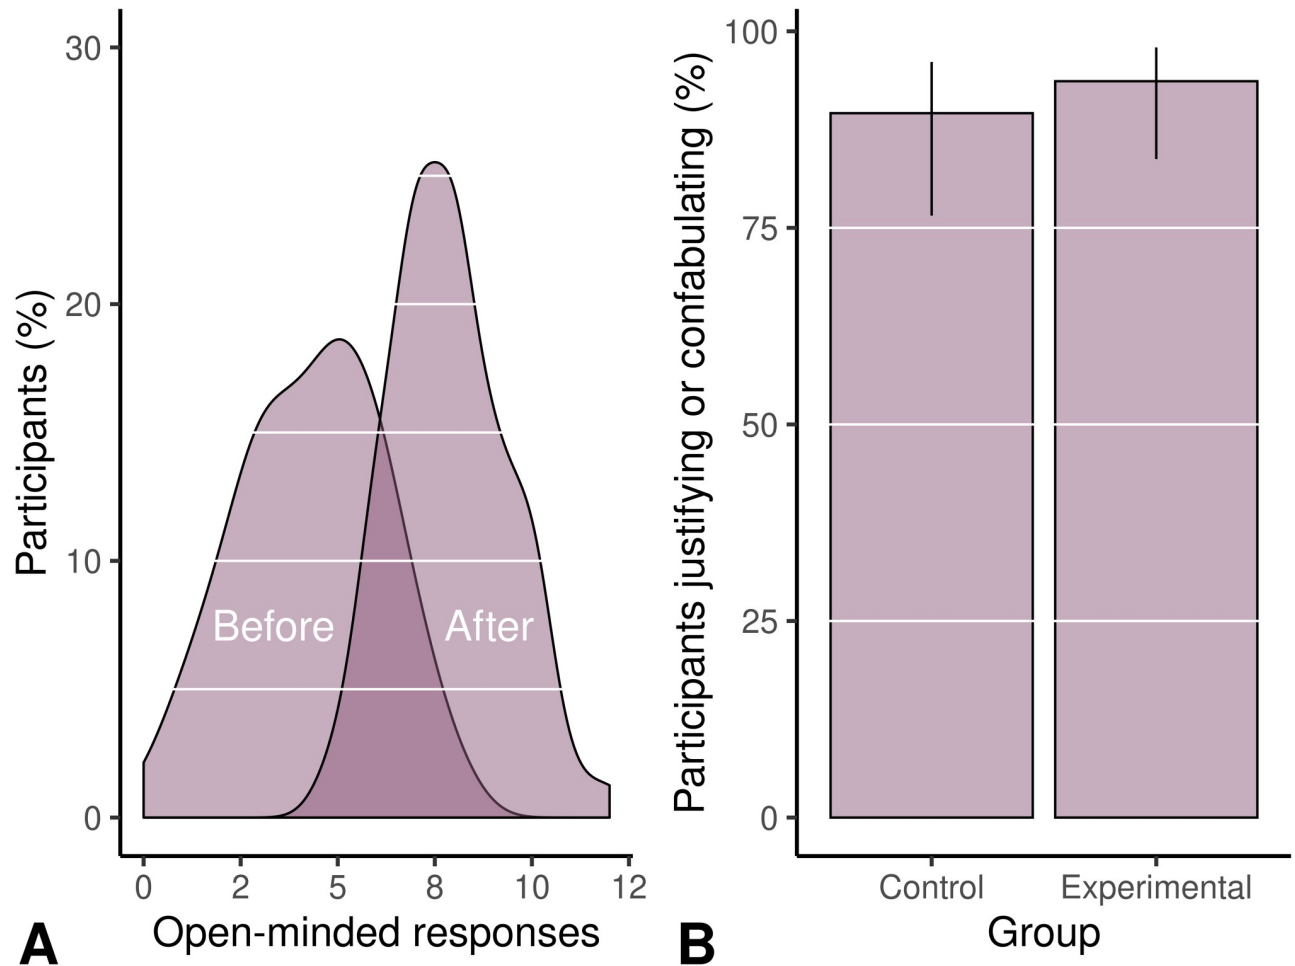 Participants (%)
30
20
10
0
Before
After
0 2 5 8 10 12
Open-minded responses
A
Participants justifying or confabulating (%)
100
75
50
25
0
Control Experimental
Group
B